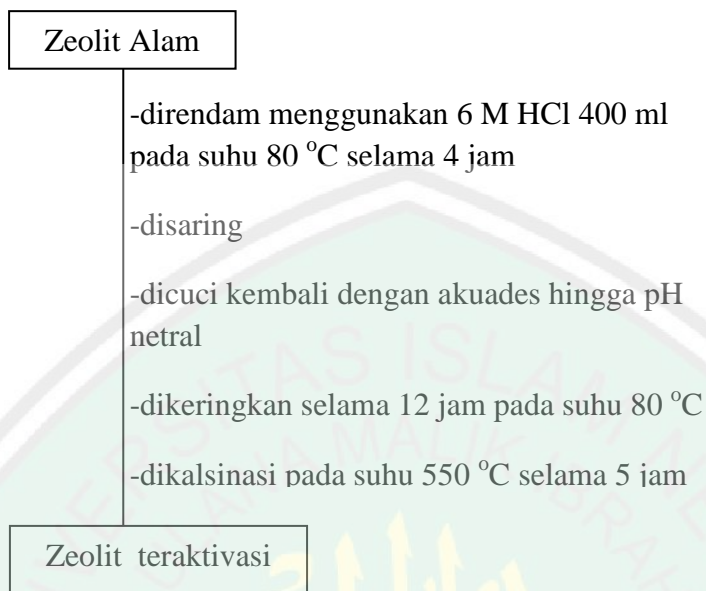 Zeolit Alam
-direndam menggunakan 6 M HCl 400 ml
pada suhu 80 °C selama 4 jam
-disaring
-dicuci kembali dengan akuades hingga pH
netral
-dikeringkan selama 12 jam pada suhu 80 °C
-dikalsinasi pada suhu 550 °C selama 5 jam
Zeolit teraktivasi